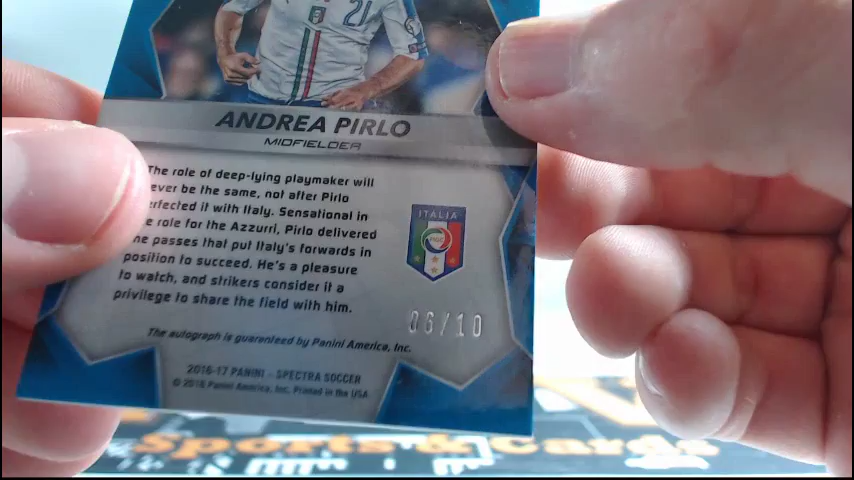 21
ANDREA PIRLO
MIDFIELDER
The role of deep-lying playmaker will
ever be the same, not after Pirlo
erfected it with Italy. Sensational in
e role for the Azzurri, Pirlo delivered
he passes that put Italy's forwards in
position to succeed. He's a pleasure
to watch, and strikers consider it a
privilege to share the field with him.
ITALIA
06/10
The autograph is guaranteed by Panini America, Inc.
2016-17 PANINI - SPECTRA SOCCER
© 2016 Panini America, Inc. Printed in the USA.
Sports & Cards